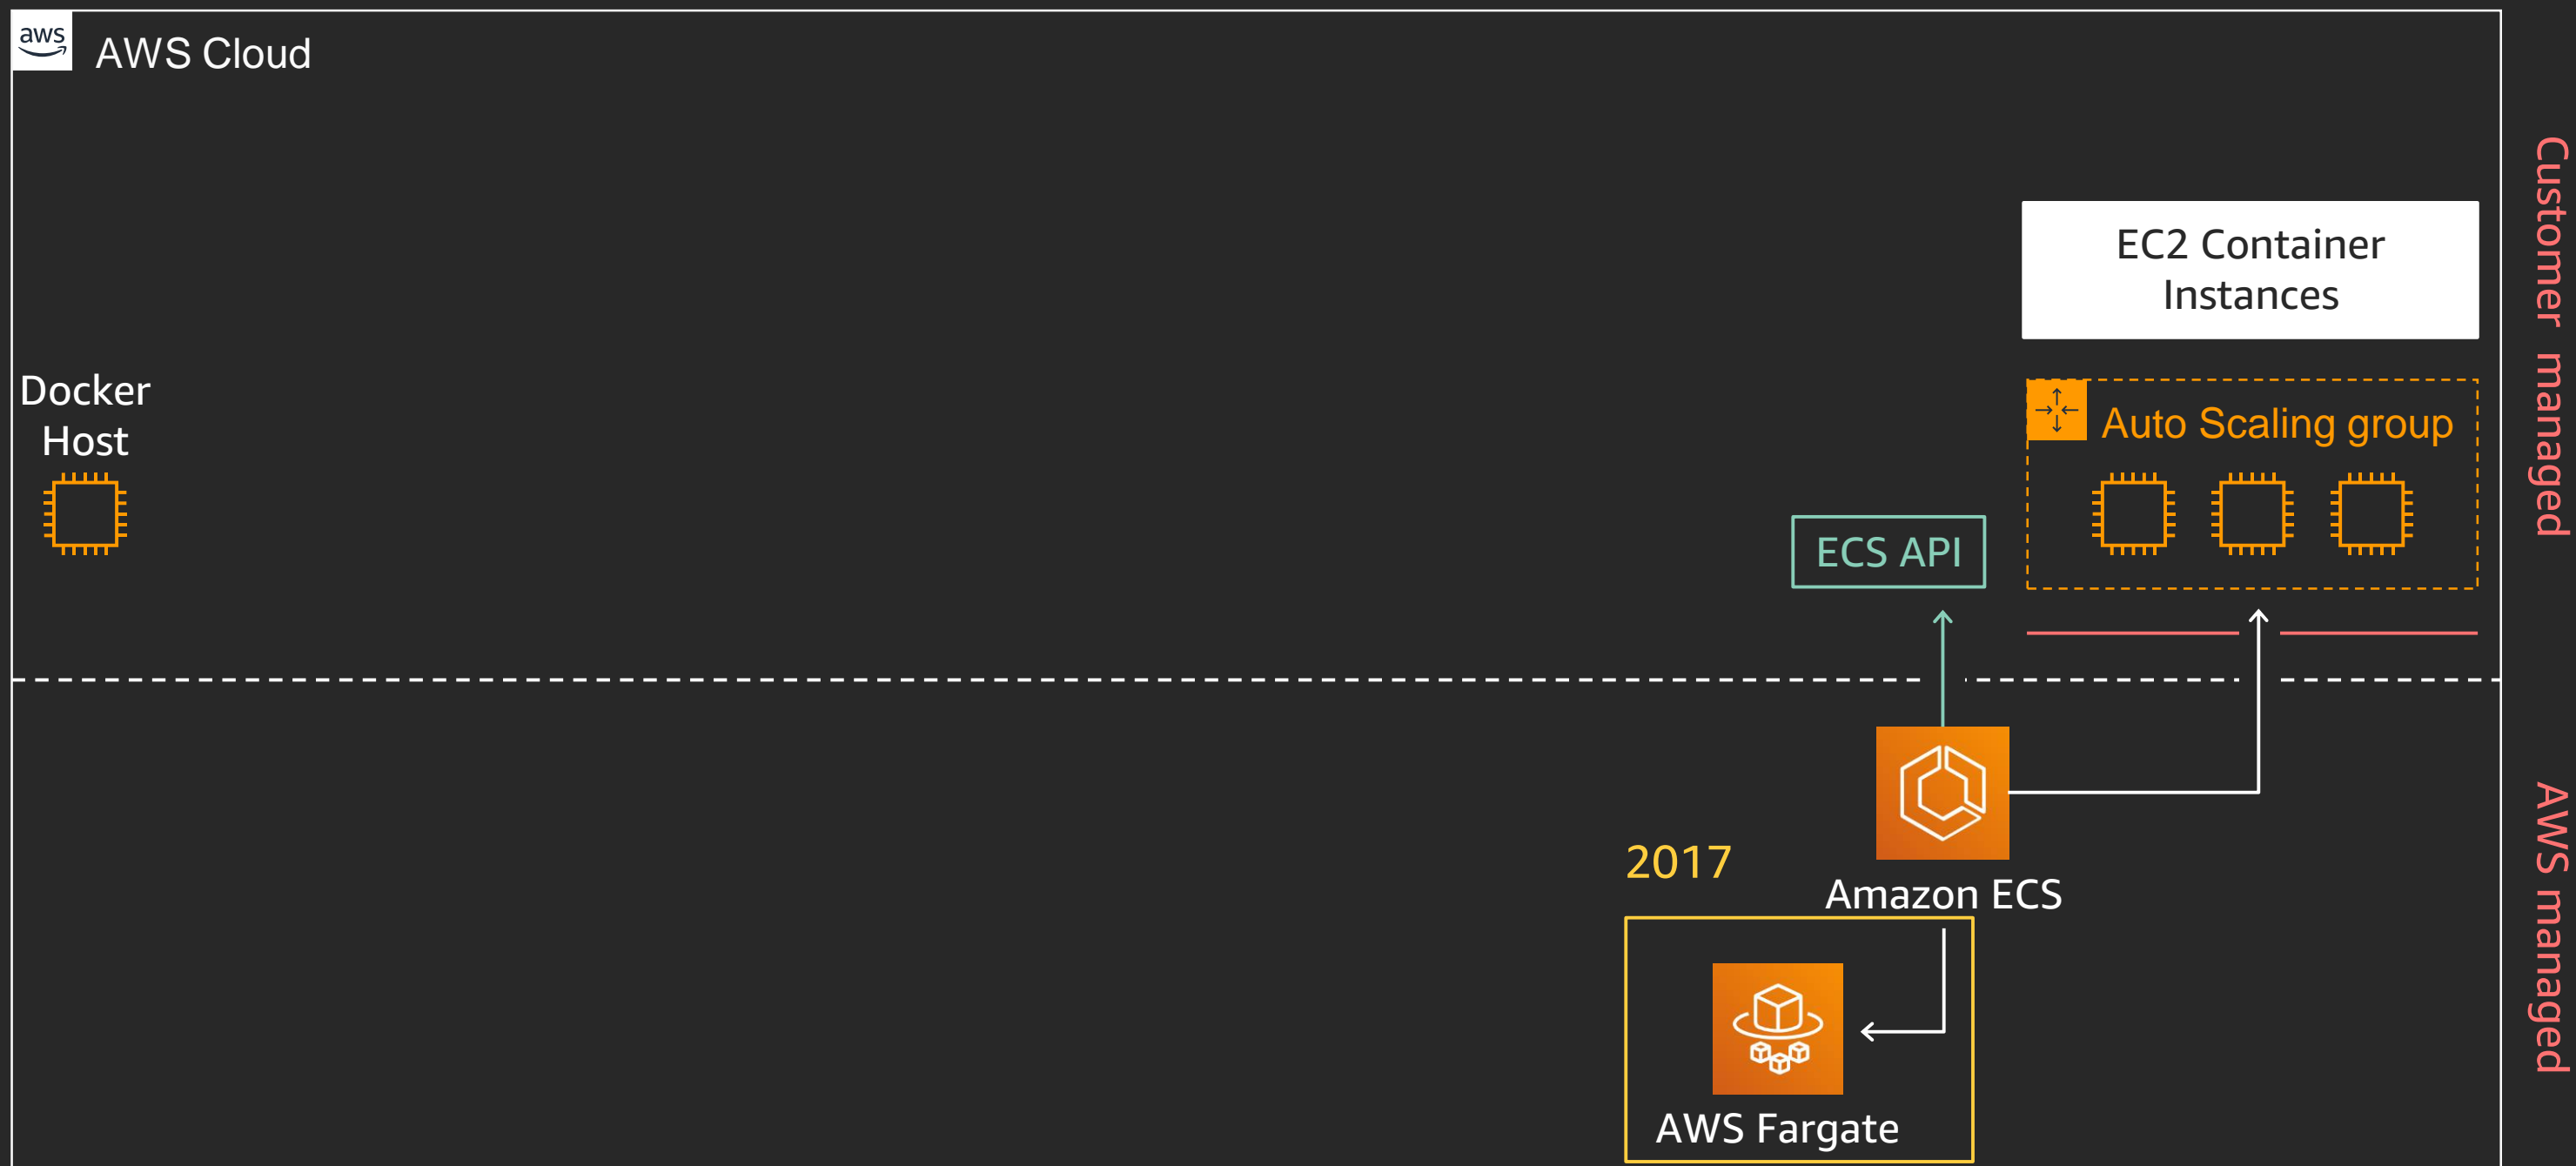 aws
AWS Cloud
EC2 Container
Instances
Docker
Host
Auto Scaling group
ECS API
Customer managed
2017
Amazon ECS
AWS Fargate
AWS managed